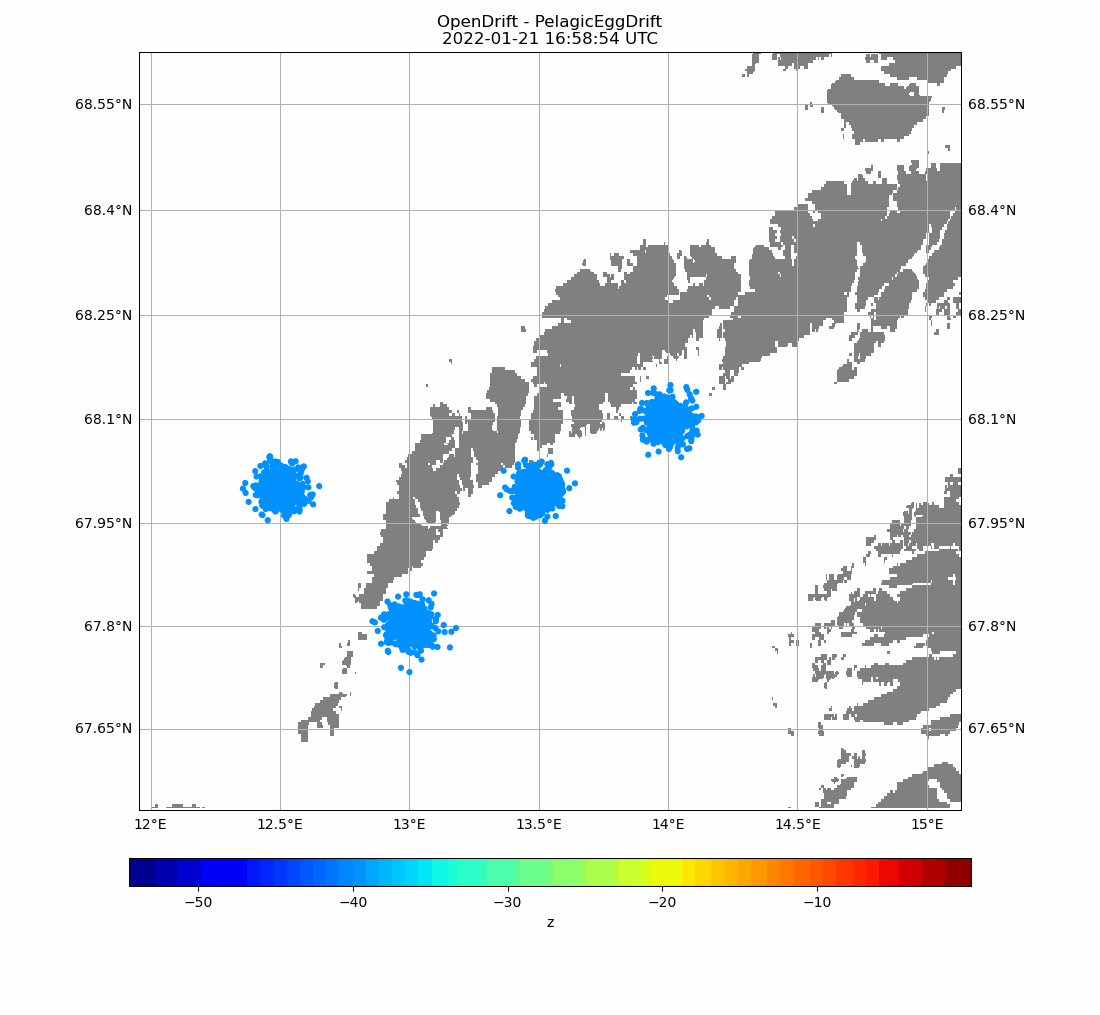 OpenDrift - PelagicEggDrift
2022-01-21 16:58:54 UTC
68.55°N 68.55°N
68.4°N 68.4°N
68.25°N 68.25°N
68.1°N 68.1°N
67.95°N 67.95°N
67.8°N 67.8°N
67.65°N 67.65°N
12°E 12.5°E 13°E 13.5°E 14°E 14.5°E 15°E
−50 −40 −30 −20 −10
z